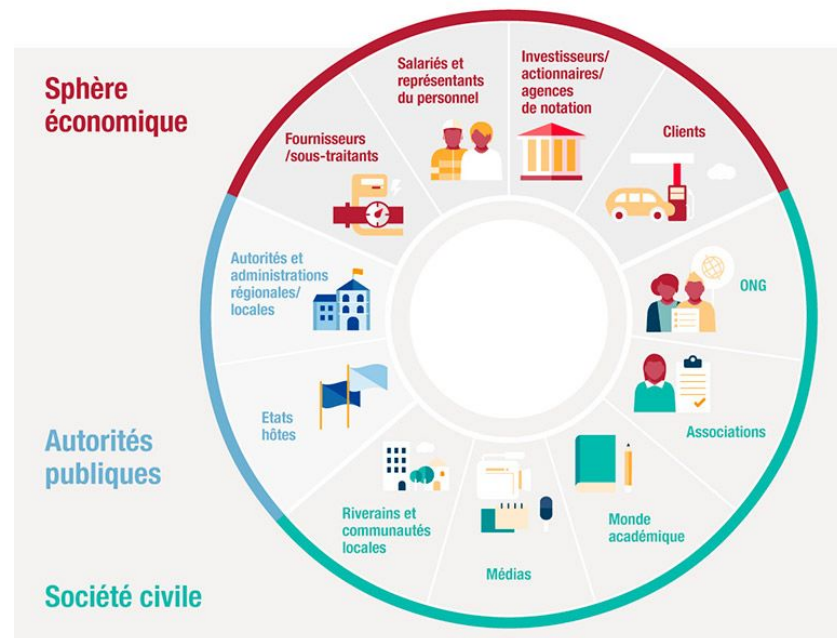 Sphère
économique
Salariés et
représentants
du personnel
Investisseurs/
actionnaires/
agences
de notation
Clients
Fournisseurs
/sous-traitants
Autorités et
administrations
régionales/
locales
ONG
Etats
hôtes
Associations
Autorités
publiques
Riverains et
communautés
locales
Médias
Monde
académique
Société civile